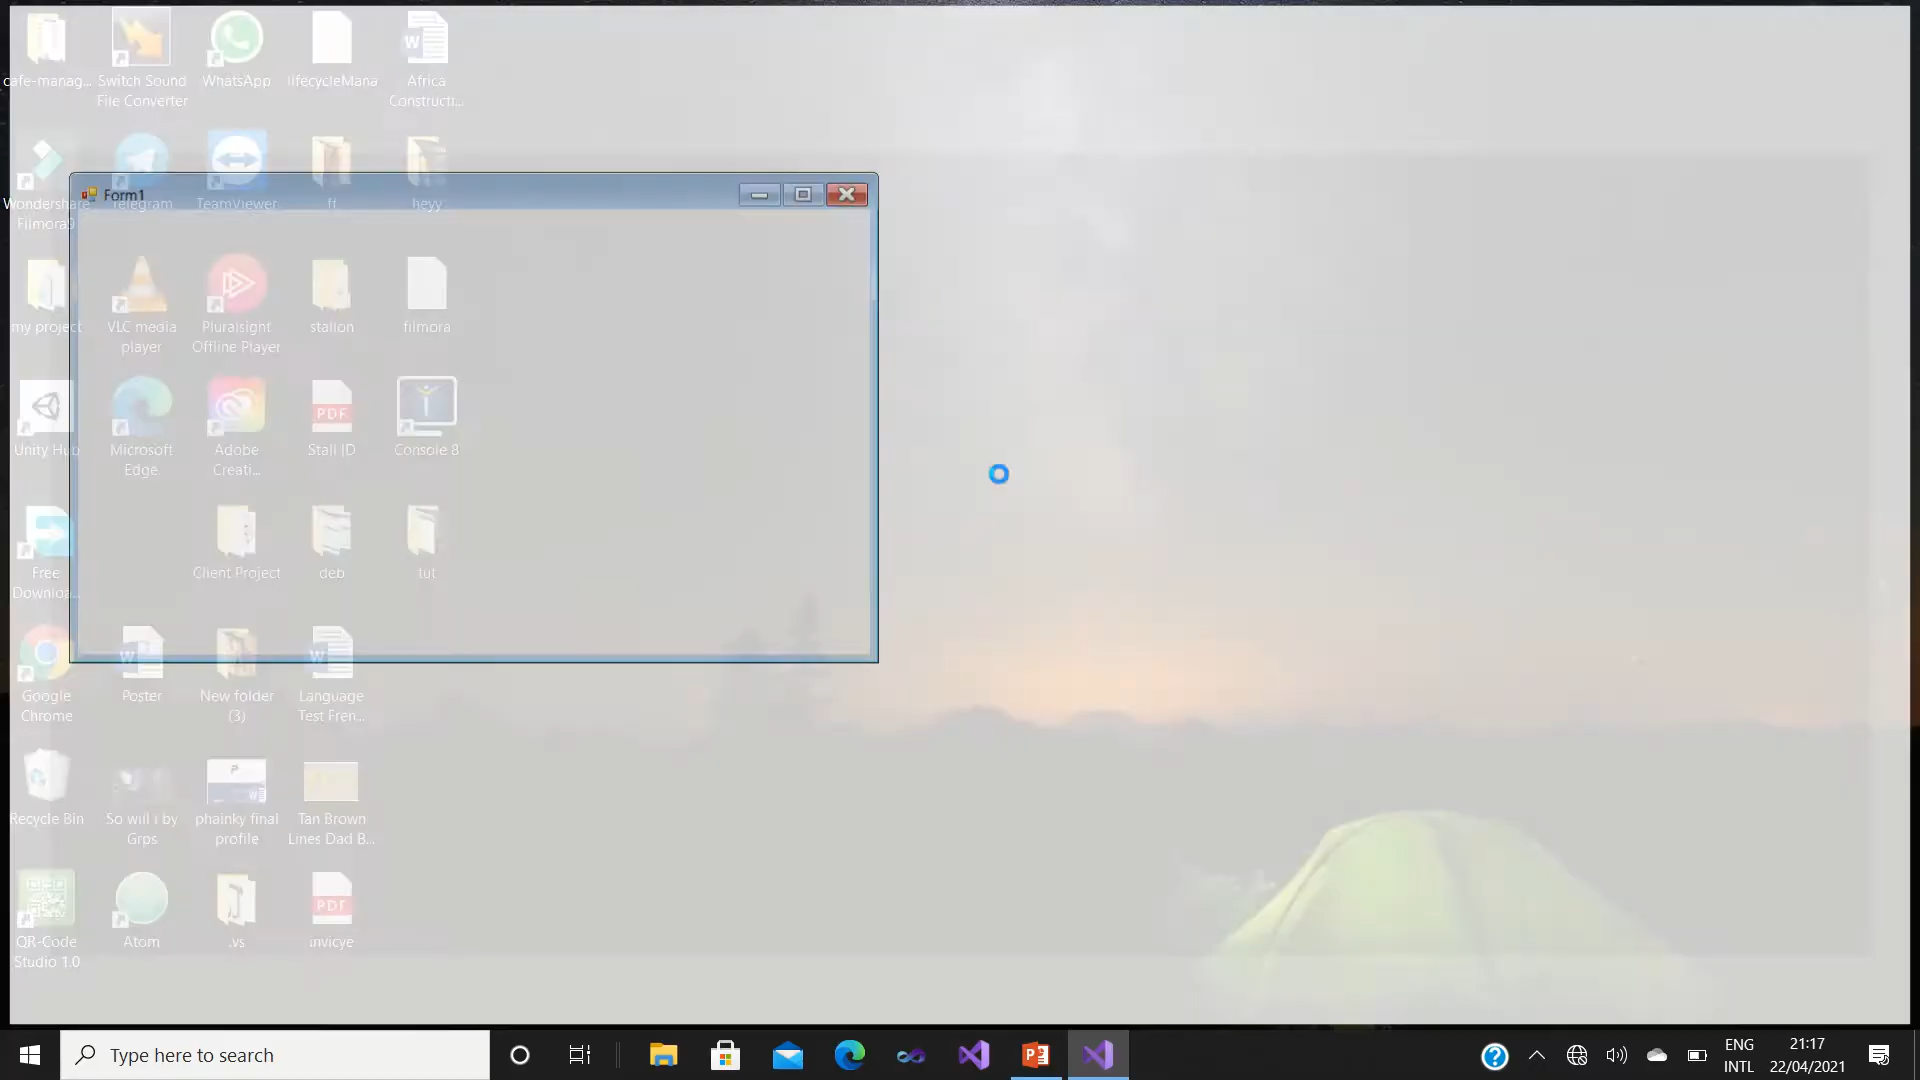 cafe-manag...
Switch Sound
File Converter
WhatsApp
lifecycleMana
Africa
Constructi...
Wondershare
Filmora9
Telegram
TeamViewer
ff
heyy
Form1
my project
VLC media
player
Pluralsight
Offline Player
stallon
filmora
Unity Hub
Microsoft
Edge
Adobe
Creati...
PDF
Stall ID
Console 8
Free
Downloa...
Client Project
deb
tut
Google
Chrome
Poster
New folder
(3)
Language
Test Fren...
Recycle Bin
So will i by
Grps
phainky final
profile
Tan Brown
Lines Dad B...
QR-Code
Studio 1.0
Atom
.vs
PDF
invicye
Type here to search
ENG
INTL
21:17
22/04/2021